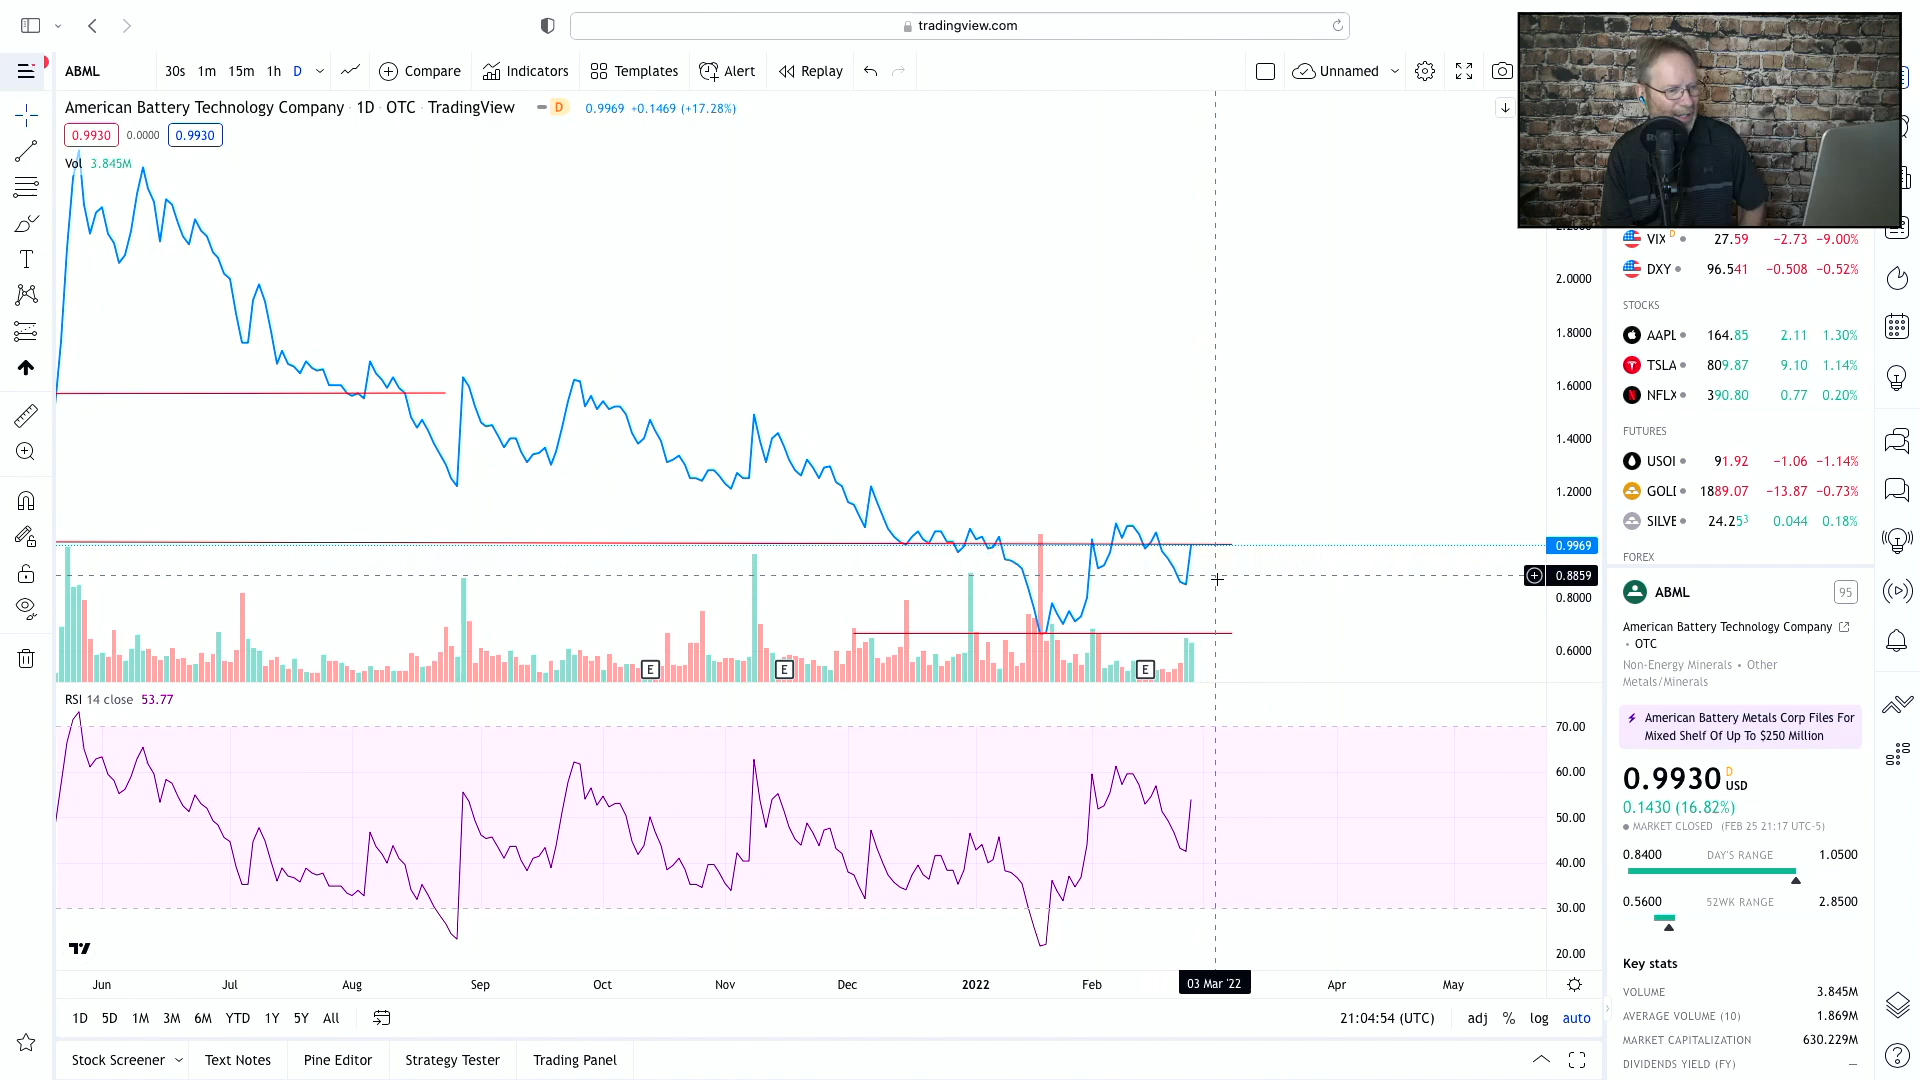 tradingview.com
ABML
30s 1m 15m 1h D Compare Indicators Templates Alert Replay Unnamed
American Battery Technology Company · 1D · OTC · TradingView D 0.9969 +0.1469 (+17.28%)
0.9930 0.0000 0.9930
Vol 3.845M
2.0000
1.8000
1.6000
1.4000
1.2000
0.9969
0.8859
0.8000
0.6000
E E E
RSI 14 close 53.77
70.00
60.00
50.00
40.00
30.00
20.00
Jun Jul Aug Sep Oct Nov Dec 2022 Feb 03 Mar '22 Apr May
1D 5D 1M 3M 6M YTD 1Y 5Y All 21:04:54 (UTC) adj % log auto
Stock Screener Text Notes Pine Editor Strategy Tester Trading Panel
VIX D 27.59 −2.73 −9.00%
DXY 96.541 −0.508 −0.52%
STOCKS
AAPL 164.85 2.11 1.30%
TSLA 809.87 9.10 1.14%
NFLX 390.80 0.77 0.20%
FUTURES
USOI 91.92 −1.06 −1.14%
GOLD 1889.07 −13.87 −0.73%
SILVE 24.253 0.044 0.18%
FOREX
ABML 95
American Battery Technology Company
· OTC
Non-Energy Minerals • Other
Metals/Minerals
American Battery Metals Corp Files For
Mixed Shelf Of Up To $250 Million
0.9930 D USD
0.1430 (16.82%)
MARKET CLOSED (FEB 25 21:17 UTC-5)
0.8400 DAY'S RANGE 1.0500
0.5600 52WK RANGE 2.8500
Key stats
VOLUME 3.845M
AVERAGE VOLUME (10) 1.869M
MARKET CAPITALIZATION 630.229M
DIVIDENDS YIELD (FY) —